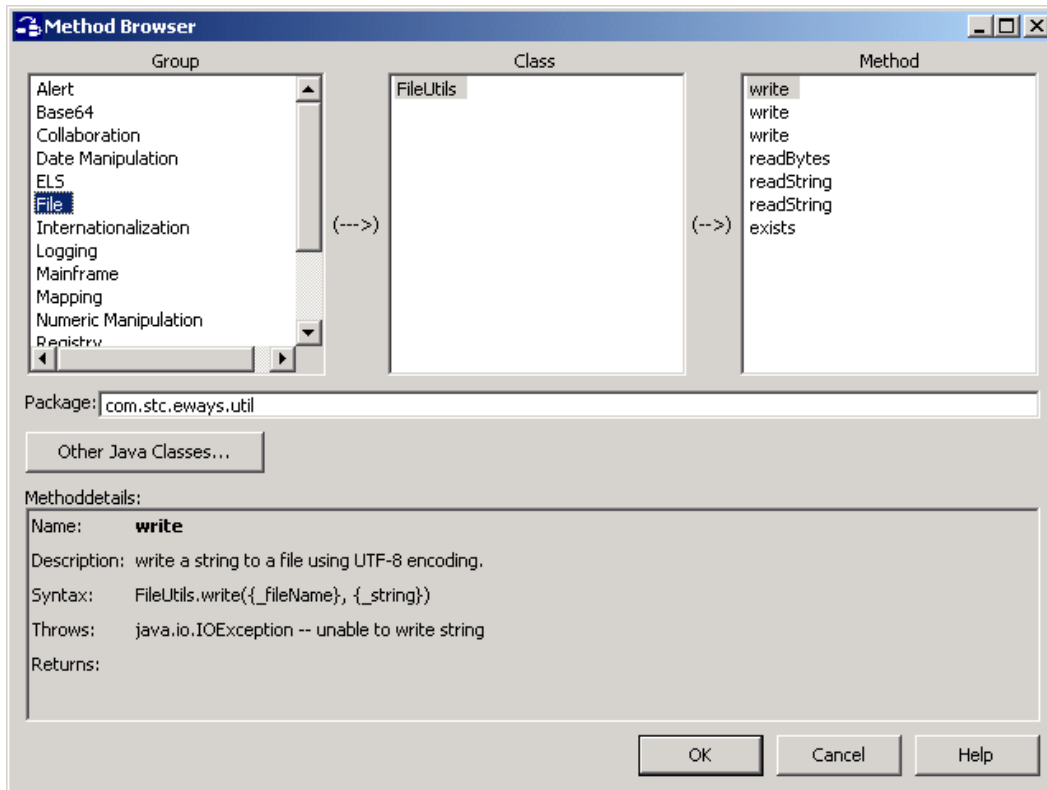 Method Browser
Group
Class
Method
Alert
Base64
Collaboration
Date Manipulation
ELS
File
Internationalization
Logging
Mainframe
Mapping
Numeric Manipulation
Registry
(--->)
FileUtils
(-->)
write
write
write
readBytes
readString
readString
exists
Package: com.stc.eways.util
Other Java Classes...
Methoddetails:
Name: write
Description: write a string to a file using UTF-8 encoding.
Syntax: FileUtils.write({_fileName}, {_string})
Throws: java.io.IOException -- unable to write string
Returns:
OK Cancel Help